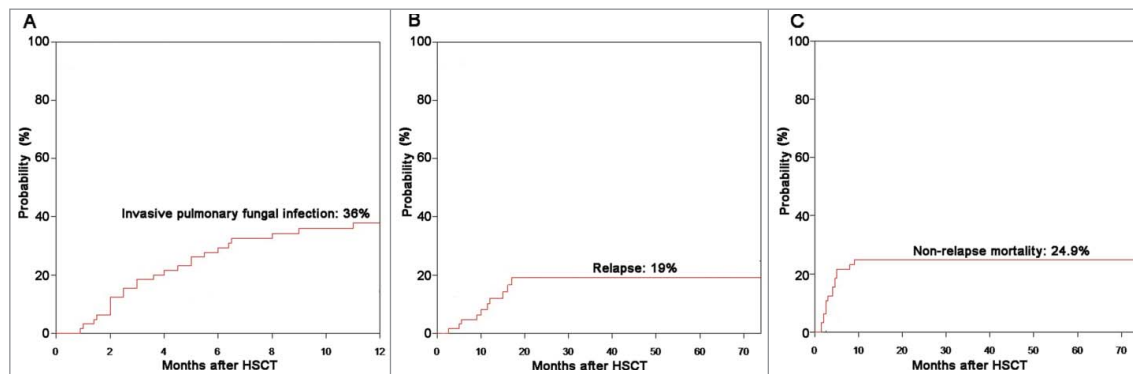 A
100
80
60
40
20
0
Probability (%)
Invasive pulmonary fungal infection: 36%
0 2 4 6 8 10 12
Months after HSCT
B
100
80
60
40
20
0
Probability (%)
Relapse: 19%
0 10 20 30 40 50 60 70
Months after HSCT
C
100
80
60
40
20
0
Probability (%)
Non-relapse mortality: 24.9%
0 10 20 30 40 50 60 70
Months after HSCT